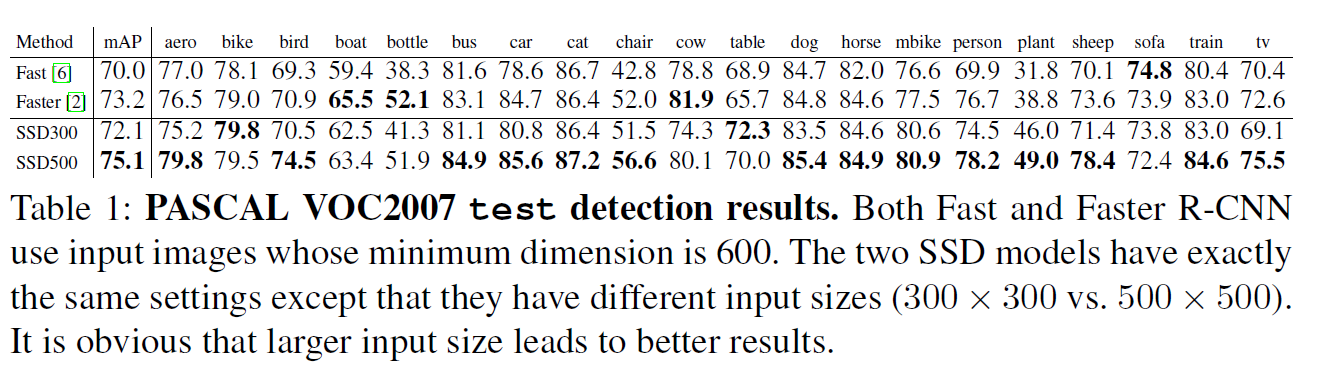 Method mAP aero bike bird boat bottle bus car cat chair cow table dog horse mbike person plant sheep sofa train tv
Fast [6] 70.0 77.0 78.1 69.3 59.4 38.3 81.6 78.6 86.7 42.8 78.8 68.9 84.7 82.0 76.6 69.9 31.8 70.1 74.8 80.4 70.4
Faster [2] 73.2 76.5 79.0 70.9 65.5 52.1 83.1 84.7 86.4 52.0 81.9 65.7 84.8 84.6 77.5 76.7 38.8 73.6 73.9 83.0 72.6
SSD300 72.1 75.2 79.8 70.5 62.5 41.3 81.1 80.8 86.4 51.5 74.3 72.3 83.5 84.6 80.6 74.5 46.0 71.4 73.8 83.0 69.1
SSD500 75.1 79.8 79.5 74.5 63.4 51.9 84.9 85.6 87.2 56.6 80.1 70.0 85.4 84.9 80.9 78.2 49.0 78.4 72.4 84.6 75.5
Table 1: PASCAL VOC2007 test detection results. Both Fast and Faster R-CNN
use input images whose minimum dimension is 600. The two SSD models have exactly
the same settings except that they have different input sizes (300 × 300 vs. 500 × 500).
It is obvious that larger input size leads to better results.